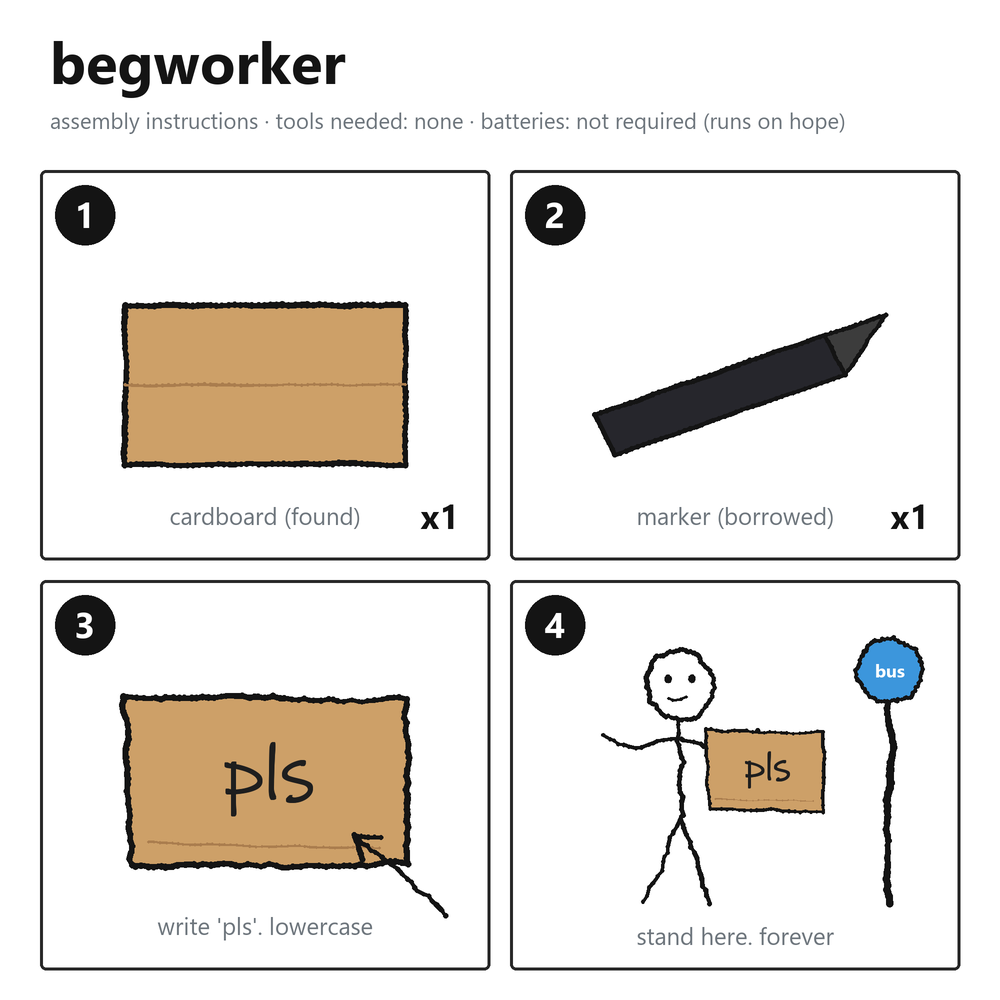 begworker
assembly instructions · tools needed: none · batteries: not required (runs on hope)
1
cardboard (found)
x1
2
marker (borrowed)
x1
3
pls
write 'pls'. lowercase
4
bus
pls
stand here. forever